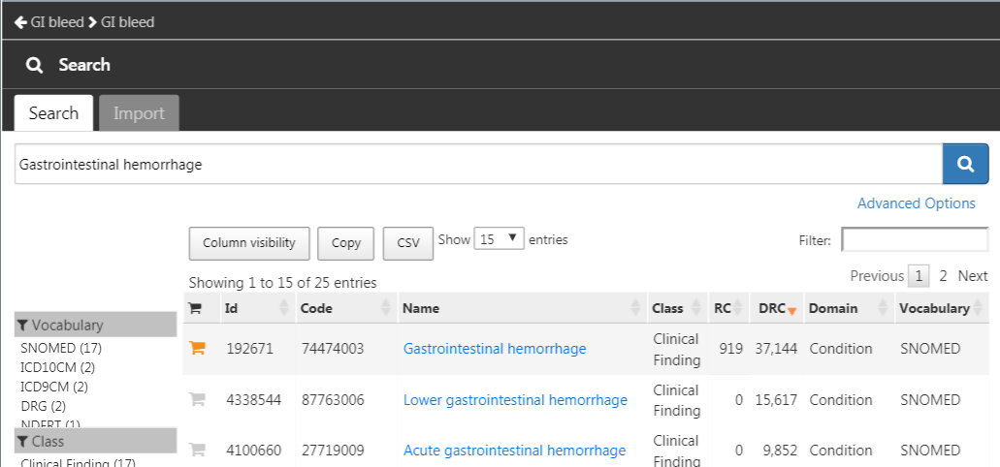 GI bleed GI bleed
Search
Search Import
Gastrointestinal hemorrhage
Advanced Options
Column visibility Copy CSV Show 15 entries Filter:
Showing 1 to 15 of 25 entries Previous 1 2 Next
Id Code Name Class RC DRC Domain Vocabulary
192671 74474003 Gastrointestinal hemorrhage Clinical Finding 919 37,144 Condition SNOMED
4338544 87763006 Lower gastrointestinal hemorrhage Clinical Finding 0 15,617 Condition SNOMED
4100660 27719009 Acute gastrointestinal hemorrhage Clinical Finding 0 9,852 Condition SNOMED
Vocabulary
SNOMED (17)
ICD10CM (2)
ICD9CM (2)
DRG (2)
NDFRT (1)
Class
Clinical Finding (17)